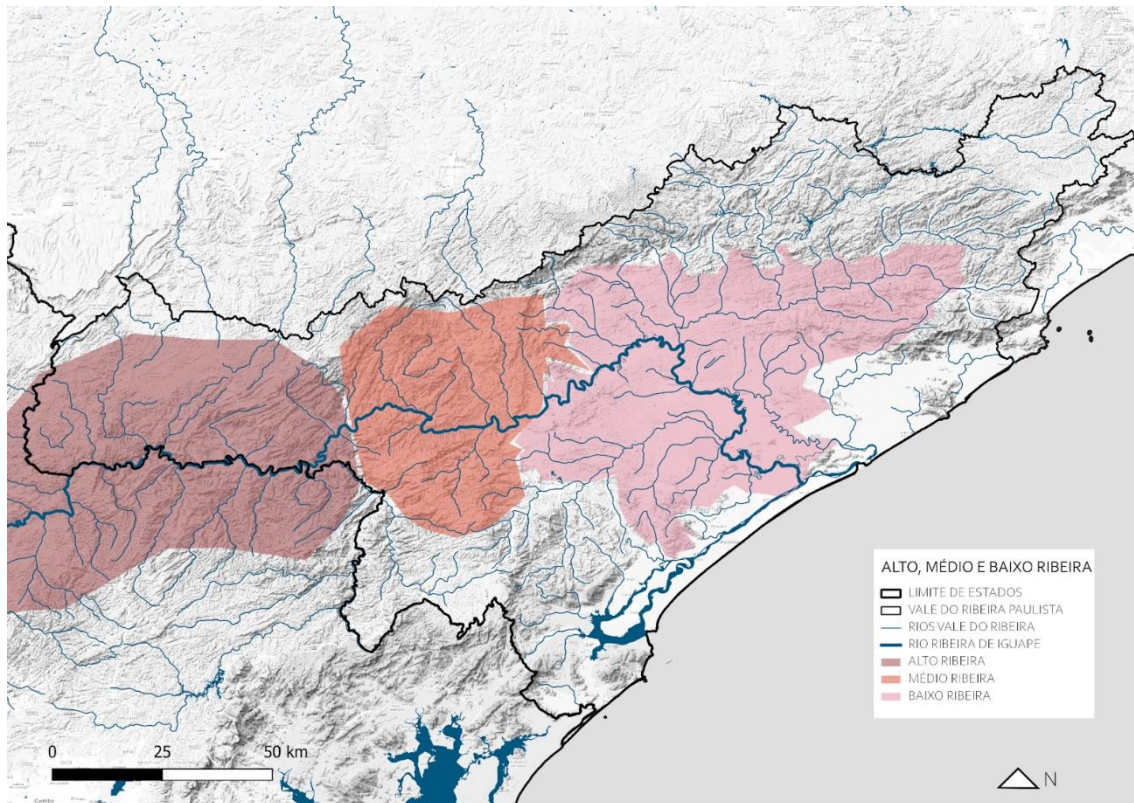 ALTO, MÉDIO E BAIXO RIBEIRA
LIMITE DE ESTADOS
VALE DO RIBEIRA PAULISTA
RIOS VALE DO RIBEIRA
RIO RIBEIRA DE IGUAPE
ALTO RIBEIRA
MÉDIO RIBEIRA
BAIXO RIBEIRA
0 25 50 km
N